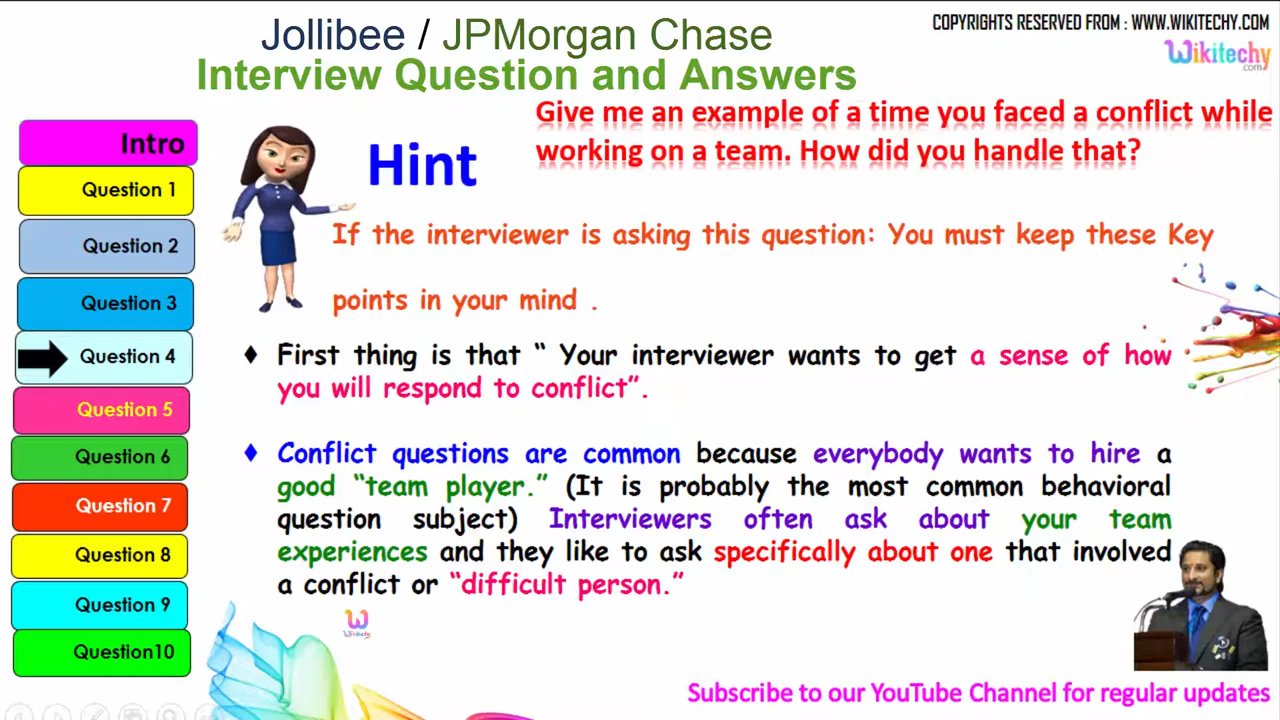 Jollibee / JPMorgan Chase
Interview Question and Answers
COPYRIGHTS RESERVED FROM : WWW.WIKITECHY.COM
Wikitechy
.com
Give me an example of a time you faced a conflict while
working on a team. How did you handle that?
Intro
Question 1
Question 2
Question 3
Question 4
Question 5
Question 6
Question 7
Question 8
Question 9
Question10
Hint
If the interviewer is asking this question: You must keep these Key
points in your mind .
♦ First thing is that “ Your interviewer wants to get a sense of how
you will respond to conflict”.
♦ Conflict questions are common because everybody wants to hire a
good “team player.” (It is probably the most common behavioral
question subject) Interviewers often ask about your team
experiences and they like to ask specifically about one that involved
a conflict or “difficult person.”
W
Wikitechy
Subscribe to our YouTube Channel for regular updates